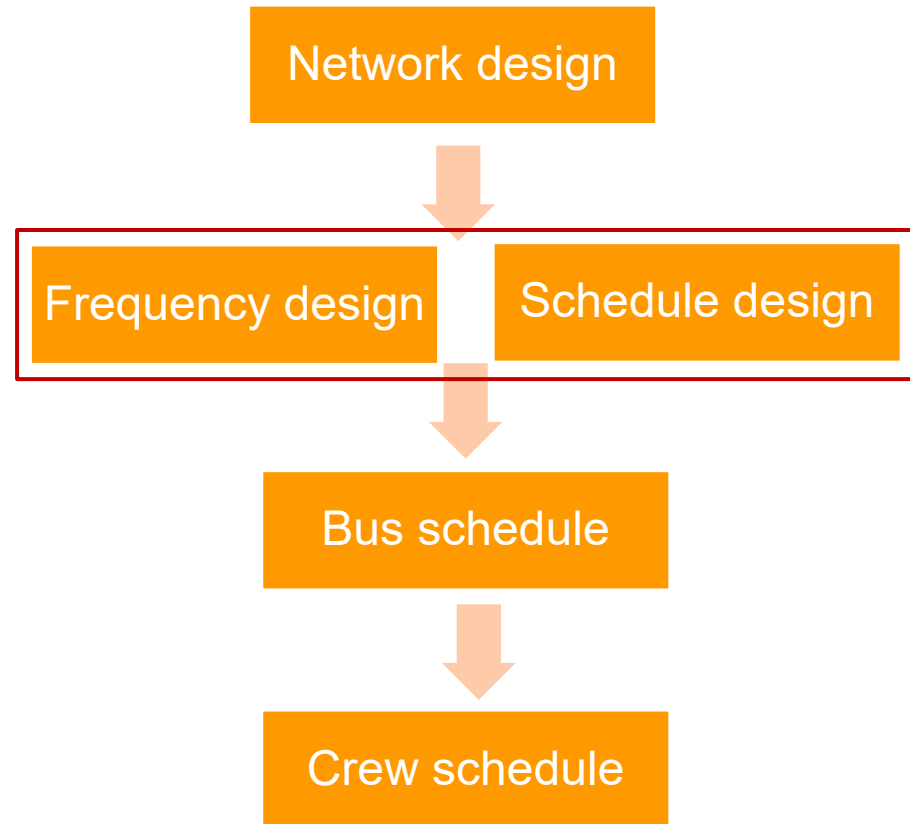 Network design
Frequency design
Schedule design
Bus schedule
Crew schedule